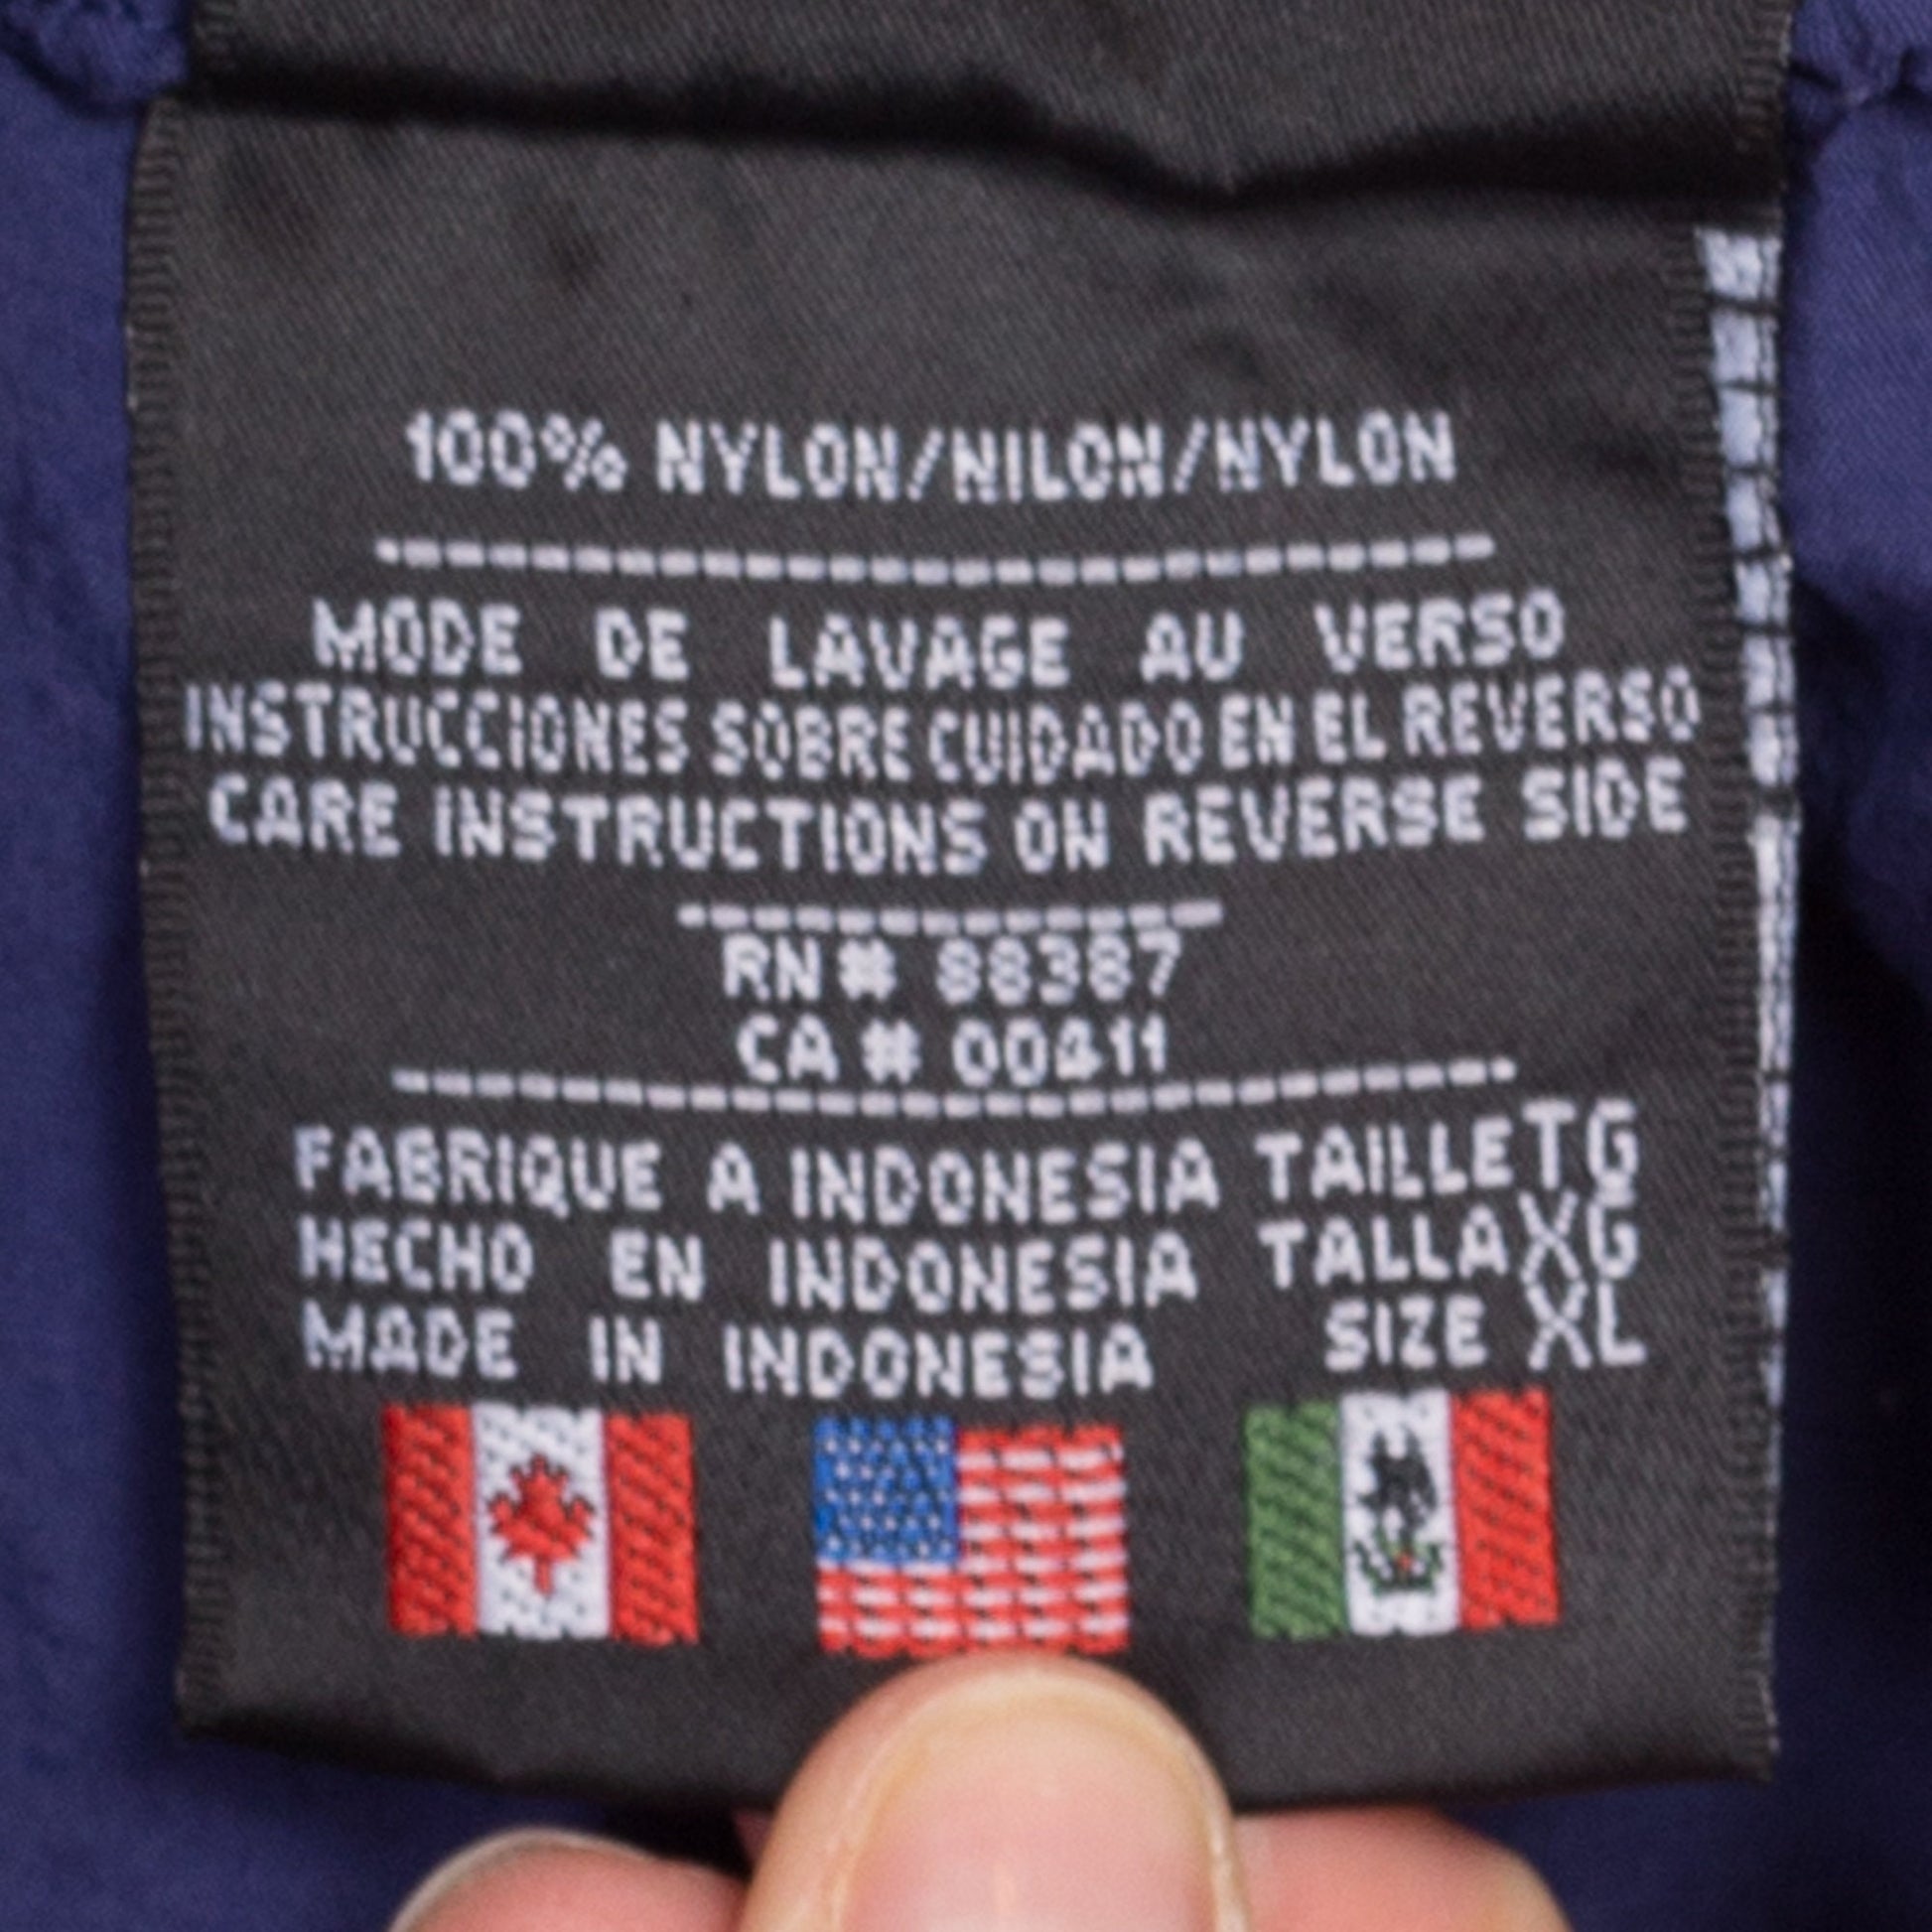 100% NYLON/NILON/NYLON
MODE DE LAVAGE AU VERSO
INSTRUCCIONES SOBRE CUIDADO EN EL REVERSO
CARE INSTRUCTIONS ON REVERSE SIDE
RN# 88387
CA # 00411
FABRIQUE A INDONESIA TAILLE TG
HECHO EN INDONESIA TALLA XG
MADE IN INDONESIA SIZE XL